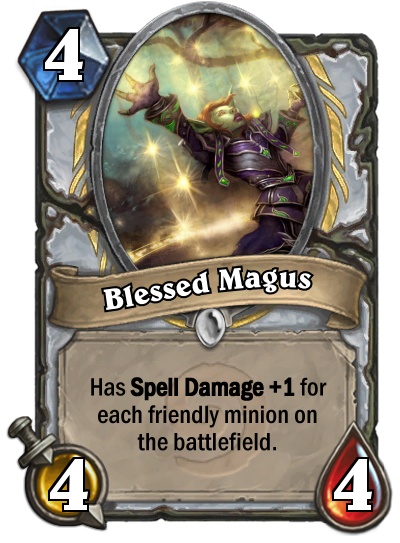 4
Blessed Magus
Has Spell Damage +1 for
each friendly minion on
the battlefield.
4 4